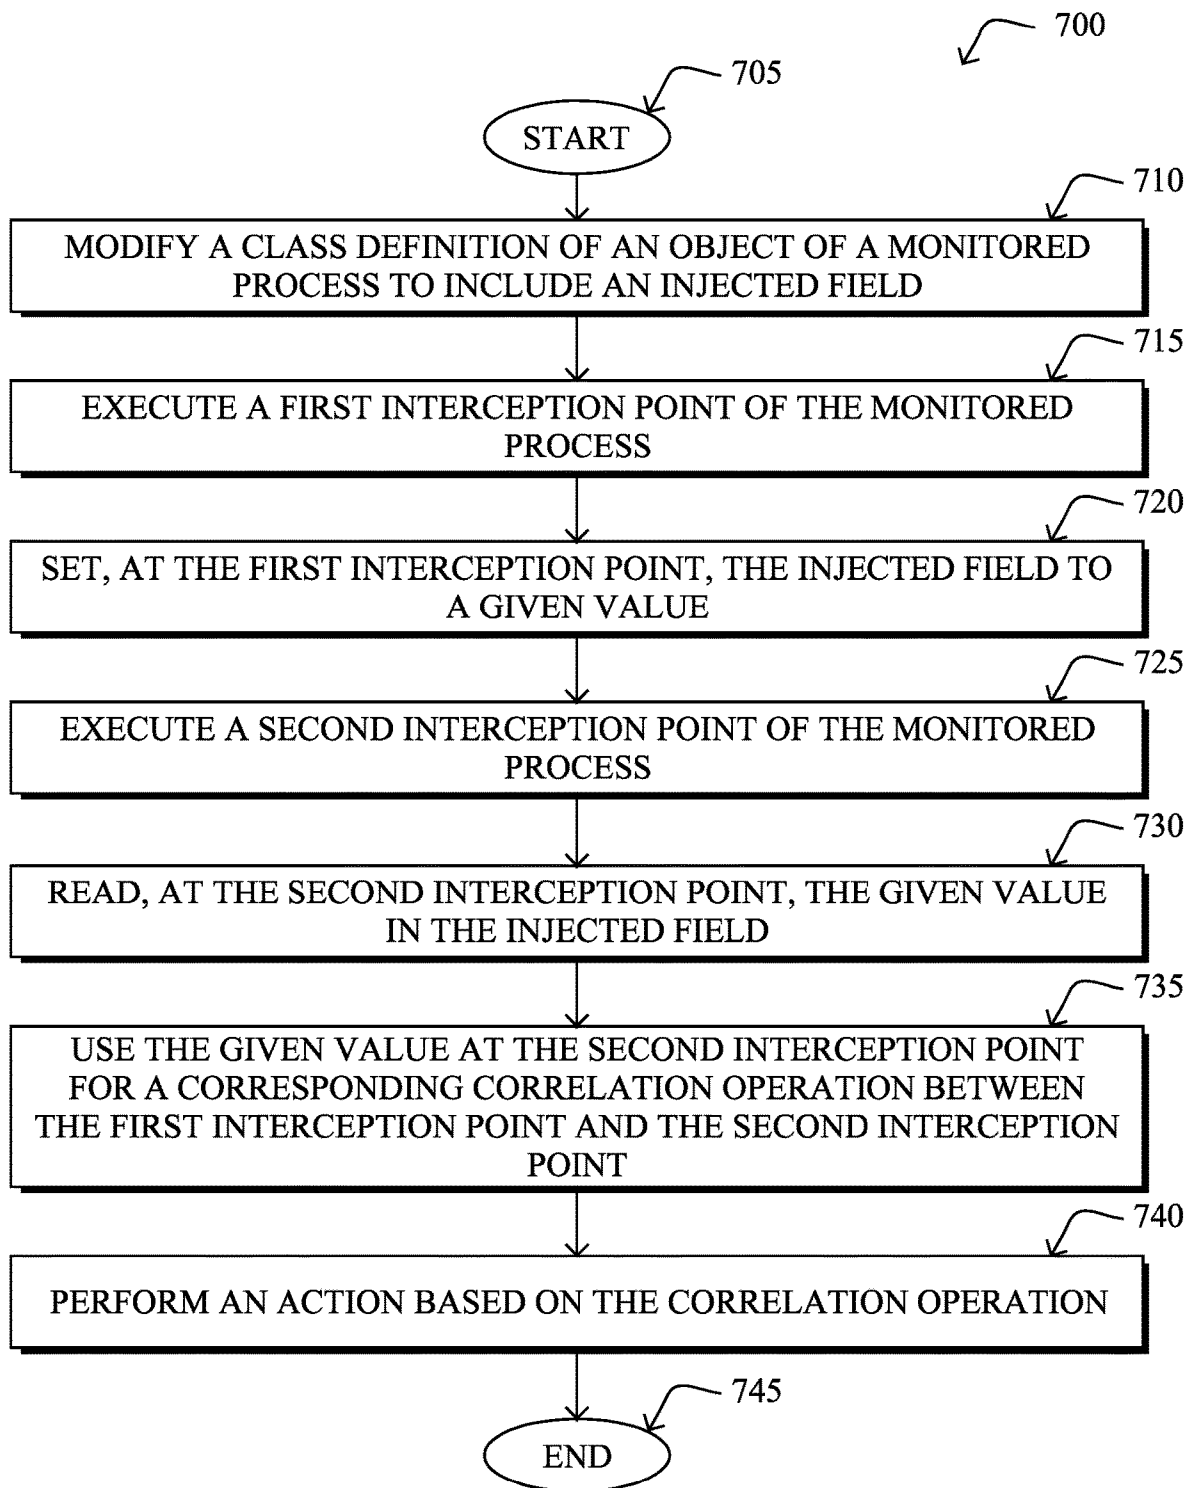 700
705
START
710
MODIFY A CLASS DEFINITION OF AN OBJECT OF A MONITORED
PROCESS TO INCLUDE AN INJECTED FIELD
715
EXECUTE A FIRST INTERCEPTION POINT OF THE MONITORED
PROCESS
720
SET, AT THE FIRST INTERCEPTION POINT, THE INJECTED FIELD TO
A GIVEN VALUE
725
EXECUTE A SECOND INTERCEPTION POINT OF THE MONITORED
PROCESS
730
READ, AT THE SECOND INTERCEPTION POINT, THE GIVEN VALUE
IN THE INJECTED FIELD
735
USE THE GIVEN VALUE AT THE SECOND INTERCEPTION POINT
FOR A CORRESPONDING CORRELATION OPERATION BETWEEN
THE FIRST INTERCEPTION POINT AND THE SECOND INTERCEPTION
POINT
740
PERFORM AN ACTION BASED ON THE CORRELATION OPERATION
745
END